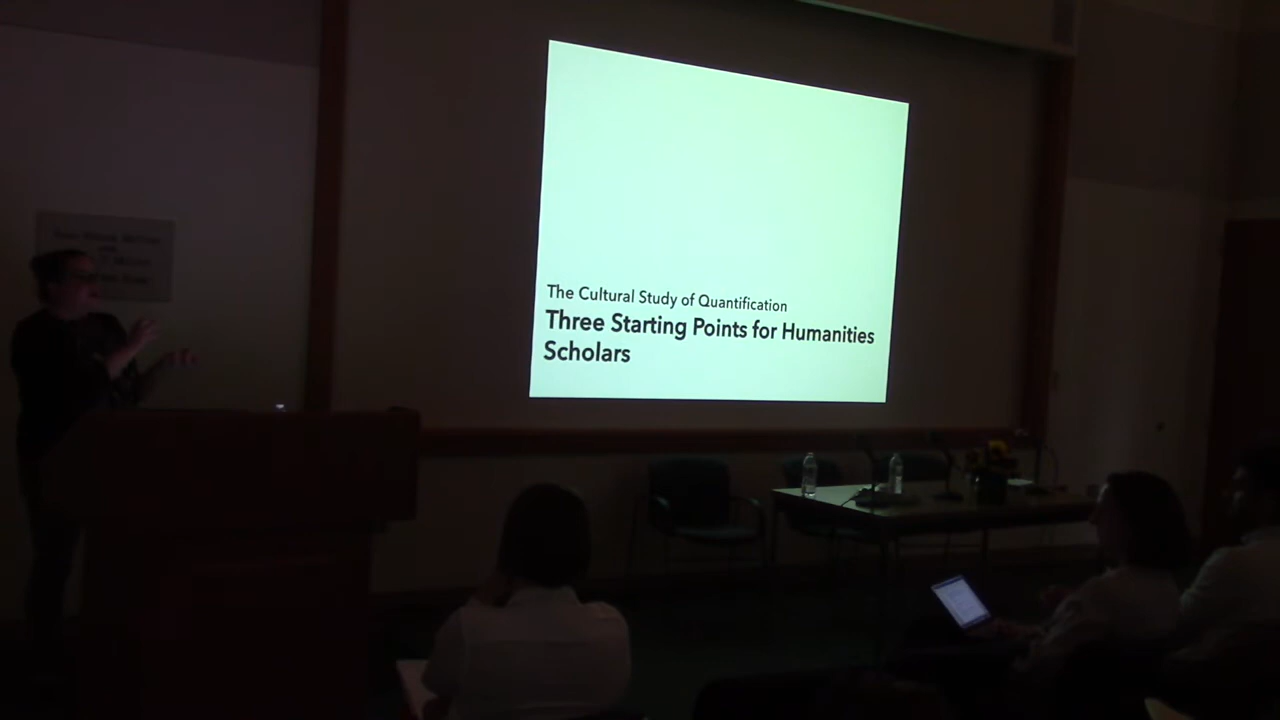 The Cultural Study of Quantification
Three Starting Points for Humanities
Scholars